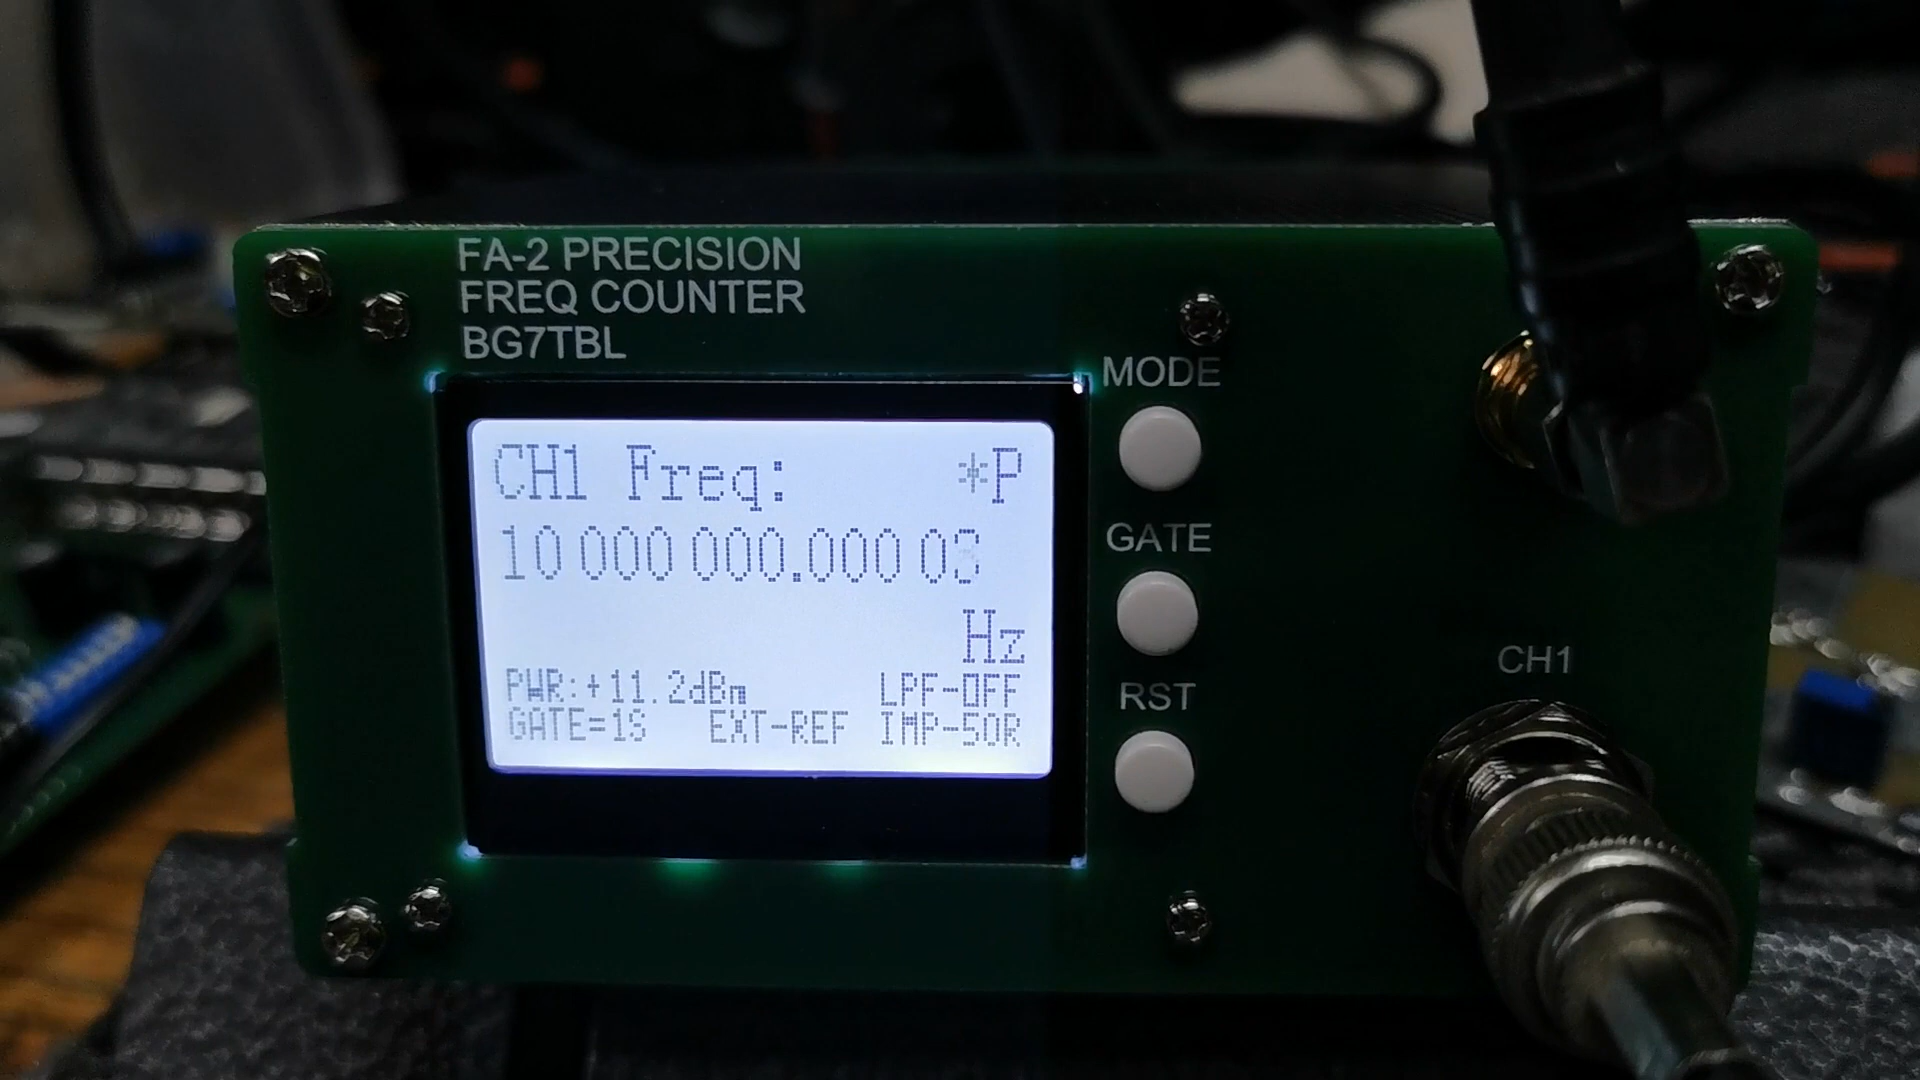 FA-2 PRECISION
FREQ COUNTER
BG7TBL
MODE
CH1 Freq: *P
10 000 000.000 03
Hz
GATE
PWR:+11.2dBm LPF-OFF
GATE=1S EXT-REF IMP-50R
RST
CH1